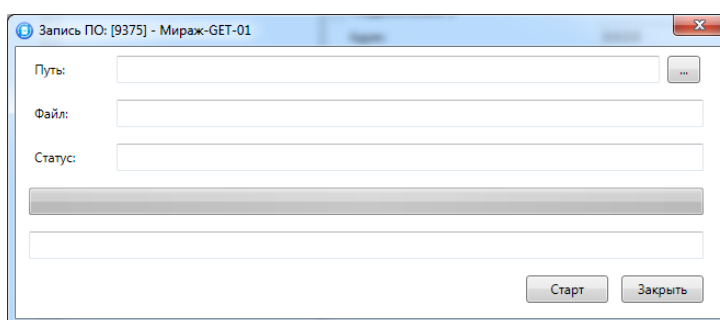 Запись ПО: [9375] - Мираж-GET-01
Путь:
...
Файл:
Статус:
Старт
Закрыть